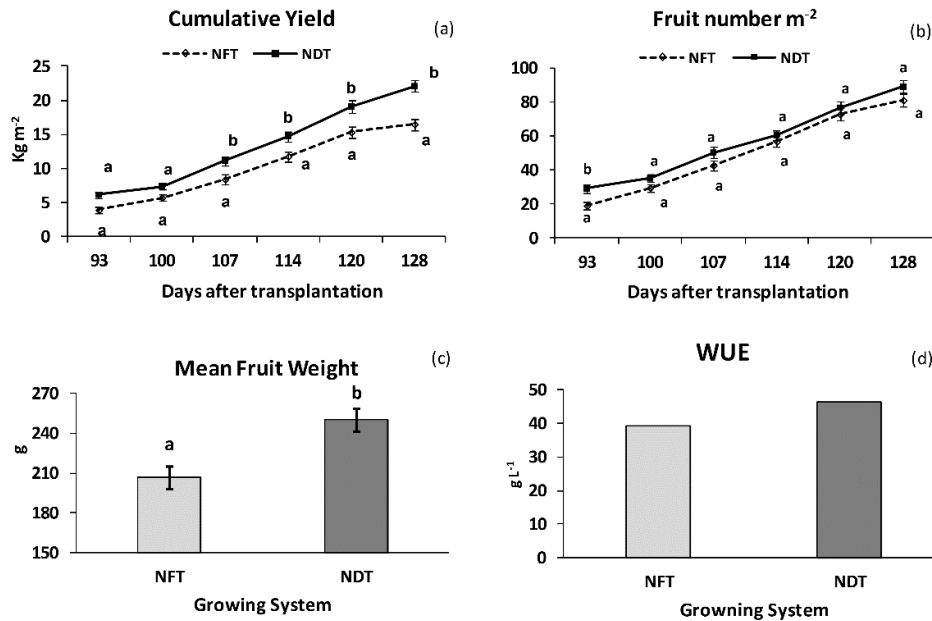 Cumulative Yield
(a)
NFT NDT
b
b
b
b
a a
a a a a a a
25
20
15
10
5
0
Kg m-2
93 100 107 114 120 128
Days after transplantation
Fruit number m-2
(b)
NFT NDT
a
a
a
a
a
b
a a a a a a
100
80
60
40
20
0
93 100 107 114 120 128
Days after transplantation
Mean Fruit Weight
(c)
270
240
210
180
150
g
a
b
NFT NDT
Growing System
WUE
(d)
50
40
30
20
10
0
g L-1
NFT NDT
Growning System